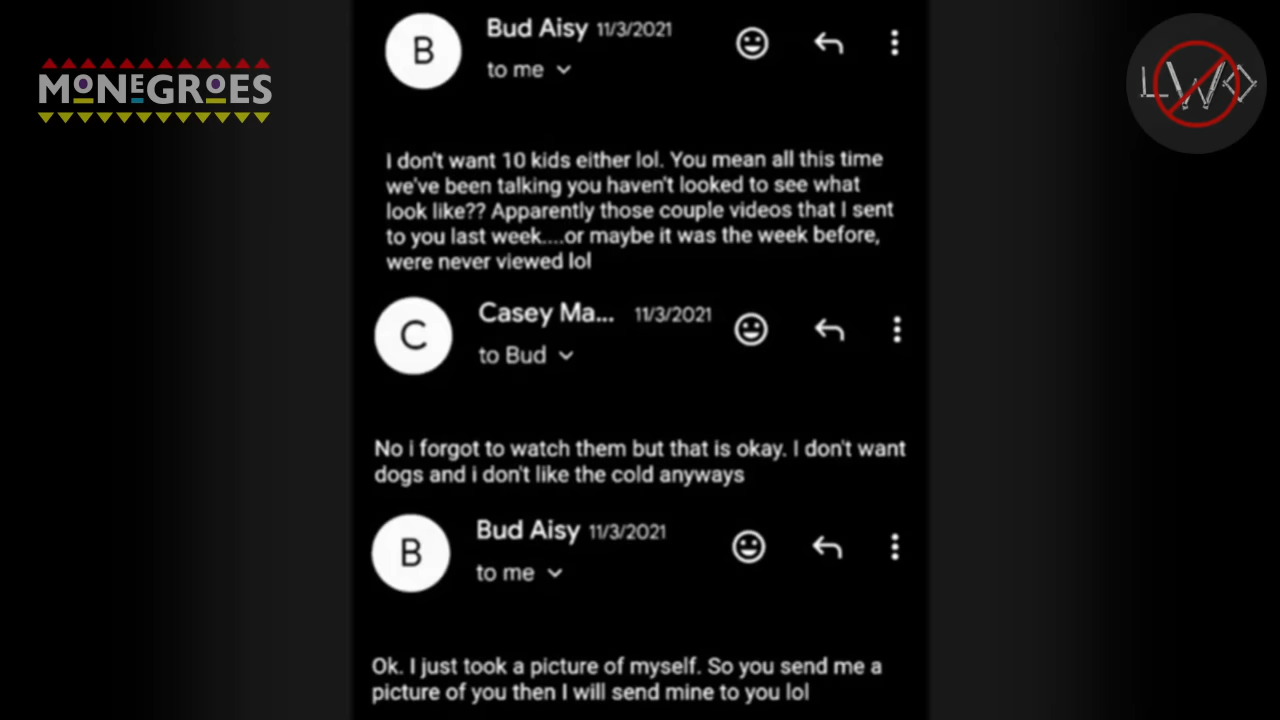 MONEGROES
LWKD
B
Bud Aisy 11/3/2021
to me
I don't want 10 kids either lol. You mean all this time
we've been talking you haven't looked to see what
look like?? Apparently those couple videos that I sent
to you last week....or maybe it was the week before,
were never viewed lol
C
Casey Ma... 11/3/2021
to Bud
No i forgot to watch them but that is okay. I don't want
dogs and i don't like the cold anyways
B
Bud Aisy 11/3/2021
to me
Ok. I just took a picture of myself. So you send me a
picture of you then I will send mine to you lol